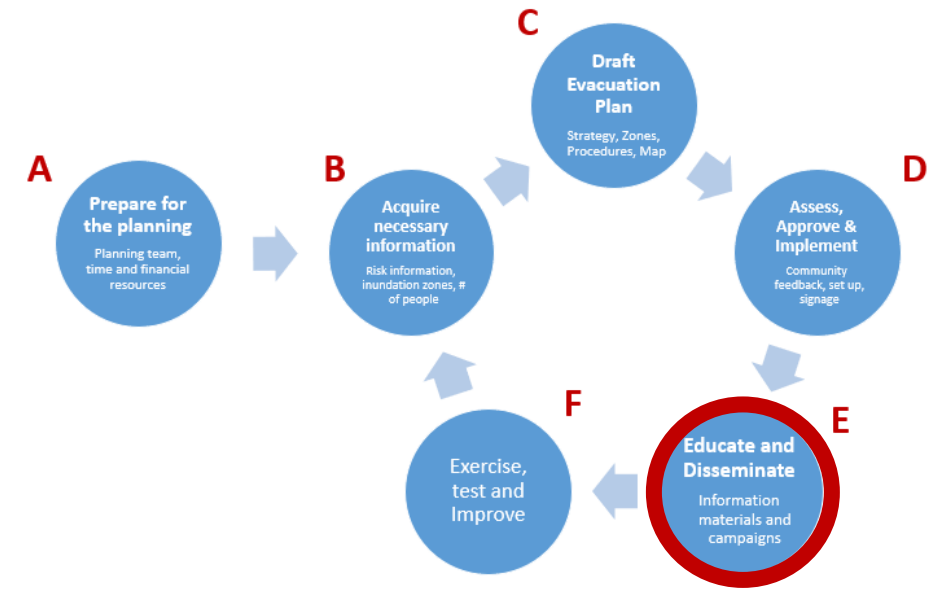 A
Prepare for
the planning
Planning team,
time and financial
resources
B
Acquire
necessary
information
Risk information,
inundation zones, #
of people
C
Draft
Evacuation
Plan
Strategy, Zones,
Procedures, Map
D
Assess,
Approve &
Implement
Community
feedback, set up,
signage
E
Educate and
Disseminate
Information
materials and
campaigns
F
Exercise,
test and
Improve